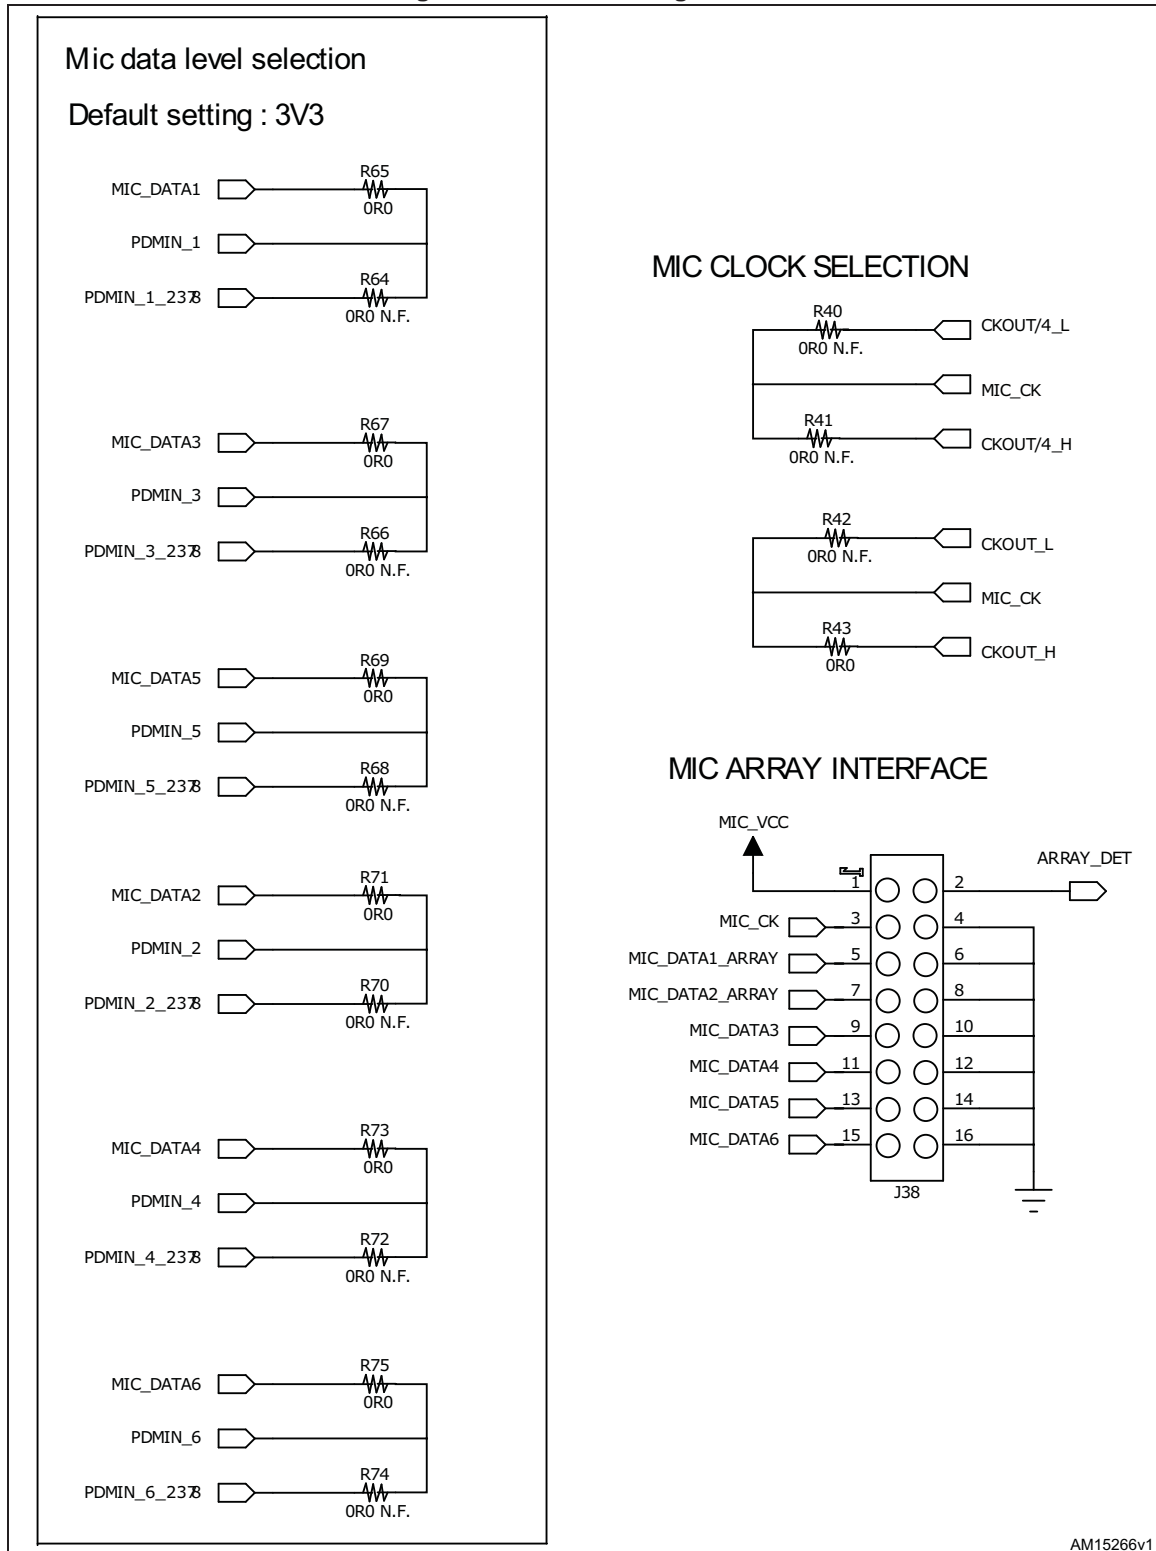 Mic data level selection
Default setting : 3V3
MIC_DATA1
R65
0R0
PDMIN_1
PDMIN_1_2378
R64
0R0 N.F.
MIC_DATA3
R67
0R0
PDMIN_3
PDMIN_3_2378
R66
0R0 N.F.
MIC_DATA5
R69
0R0
PDMIN_5
PDMIN_5_2378
R68
0R0 N.F.
MIC_DATA2
R71
0R0
PDMIN_2
PDMIN_2_2378
R70
0R0 N.F.
MIC_DATA4
R73
0R0
PDMIN_4
PDMIN_4_2378
R72
0R0 N.F.
MIC_DATA6
R75
0R0
PDMIN_6
PDMIN_6_2378
R74
0R0 N.F.
MIC CLOCK SELECTION
R40
0R0 N.F.
CKOUT/4_L
MIC_CK
R41
0R0 N.F.
CKOUT/4_H
R42
0R0 N.F.
CKOUT_L
MIC_CK
R43
0R0
CKOUT_H
MIC ARRAY INTERFACE
MIC_VCC
ARRAY_DET
1 2
MIC_CK 3 4
MIC_DATA1_ARRAY 5 6
MIC_DATA2_ARRAY 7 8
MIC_DATA3 9 10
MIC_DATA4 11 12
MIC_DATA5 13 14
MIC_DATA6 15 16
J38
AM15266v1